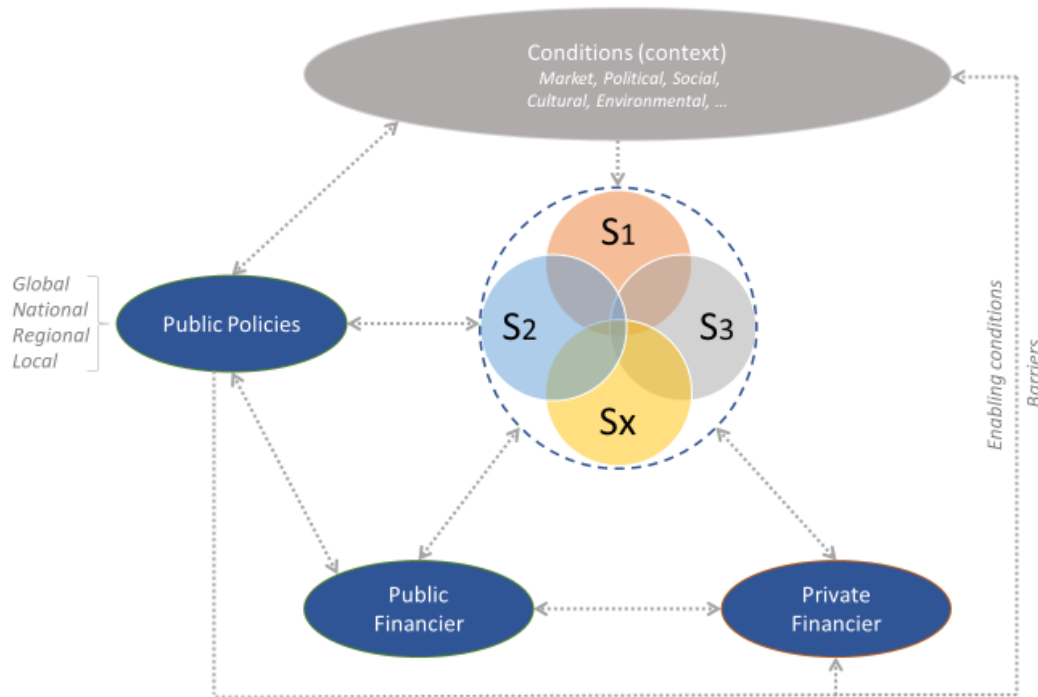 Conditions (context)
Market, Political, Social,
Cultural, Environmental, ...
S1
S2
S3
Sx
Global
National
Regional
Local
Public Policies
Enabling conditions
Barriers
Public
Financier
Private
Financier